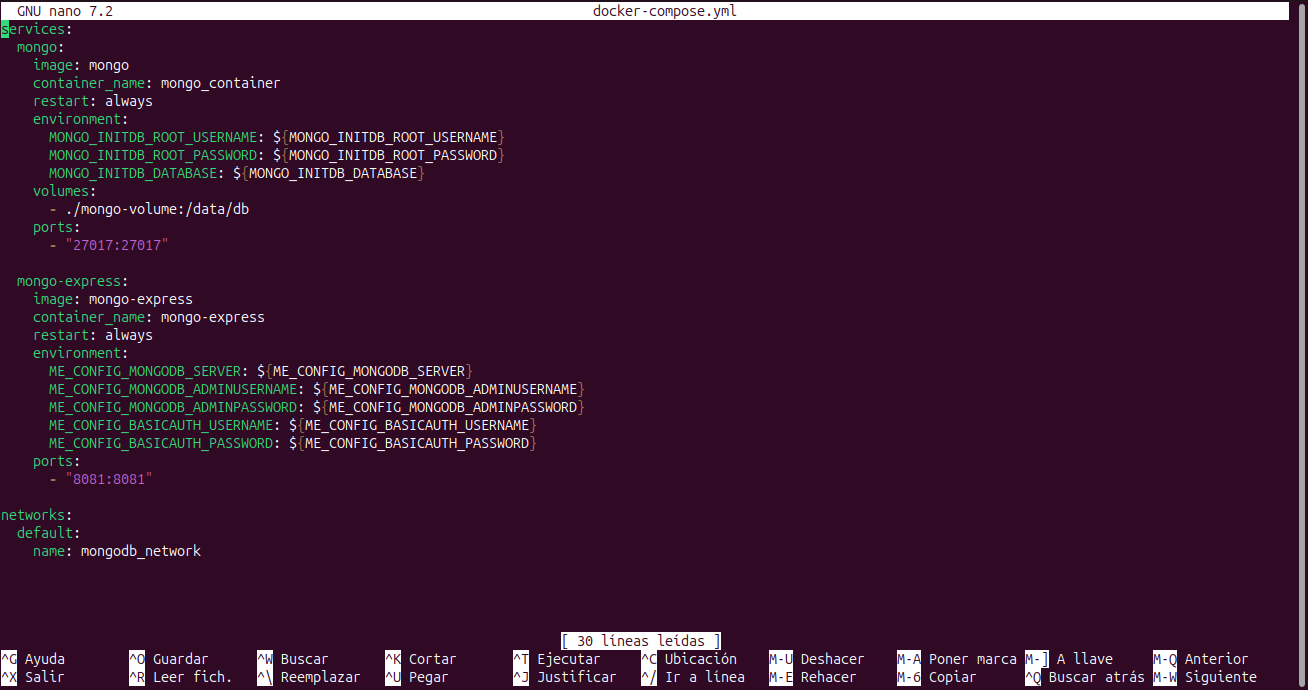 GNU nano 7.2 docker-compose.yml
services:
  mongo:
    image: mongo
    container_name: mongo_container
    restart: always
    environment:
      MONGO_INITDB_ROOT_USERNAME: ${MONGO_INITDB_ROOT_USERNAME}
      MONGO_INITDB_ROOT_PASSWORD: ${MONGO_INITDB_ROOT_PASSWORD}
      MONGO_INITDB_DATABASE: ${MONGO_INITDB_DATABASE}
    volumes:
      - ./mongo-volume:/data/db
    ports:
      - "27017:27017"

  mongo-express:
    image: mongo-express
    container_name: mongo-express
    restart: always
    environment:
      ME_CONFIG_MONGODB_SERVER: ${ME_CONFIG_MONGODB_SERVER}
      ME_CONFIG_MONGODB_ADMINUSERNAME: ${ME_CONFIG_MONGODB_ADMINUSERNAME}
      ME_CONFIG_MONGODB_ADMINPASSWORD: ${ME_CONFIG_MONGODB_ADMINPASSWORD}
      ME_CONFIG_BASICAUTH_USERNAME: ${ME_CONFIG_BASICAUTH_USERNAME}
      ME_CONFIG_BASICAUTH_PASSWORD: ${ME_CONFIG_BASICAUTH_PASSWORD}
    ports:
      - "8081:8081"

networks:
  default:
    name: mongodb_network

[ 30 líneas leídas ]
^G Ayuda ^O Guardar ^W Buscar ^K Cortar ^T Ejecutar ^C Ubicación M-U Deshacer M-A Poner marca M-] A llave M-Q Anterior
^X Salir ^R Leer fich. ^\ Reemplazar ^U Pegar ^J Justificar ^/ Ir a línea M-E Rehacer M-6 Copiar ^Q Buscar atrás M-W Siguiente